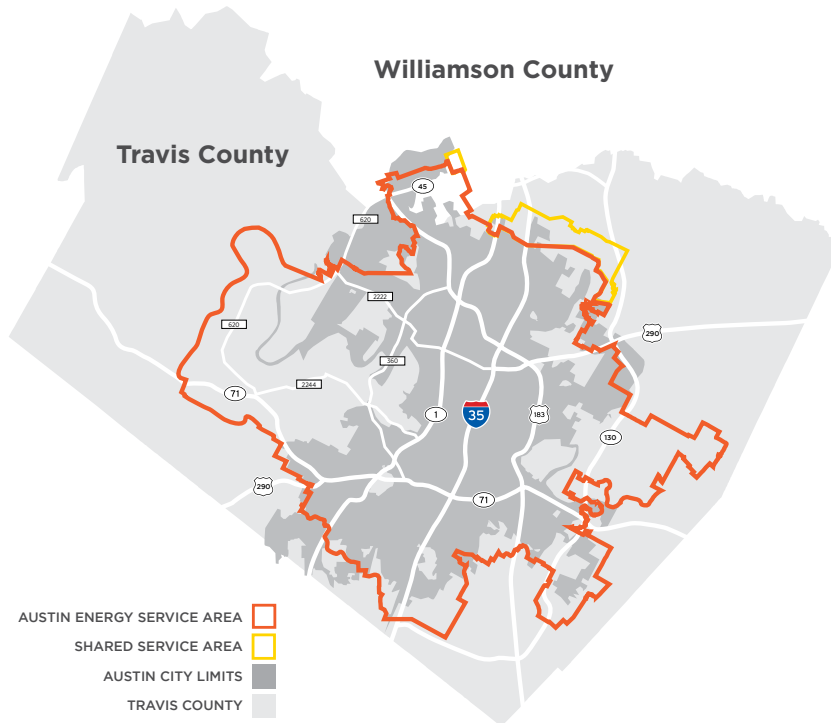 Williamson County
Travis County
45
620
2222
620
290
360
2244
71
1
35
183
130
290
71
AUSTIN ENERGY SERVICE AREA
SHARED SERVICE AREA
AUSTIN CITY LIMITS
TRAVIS COUNTY